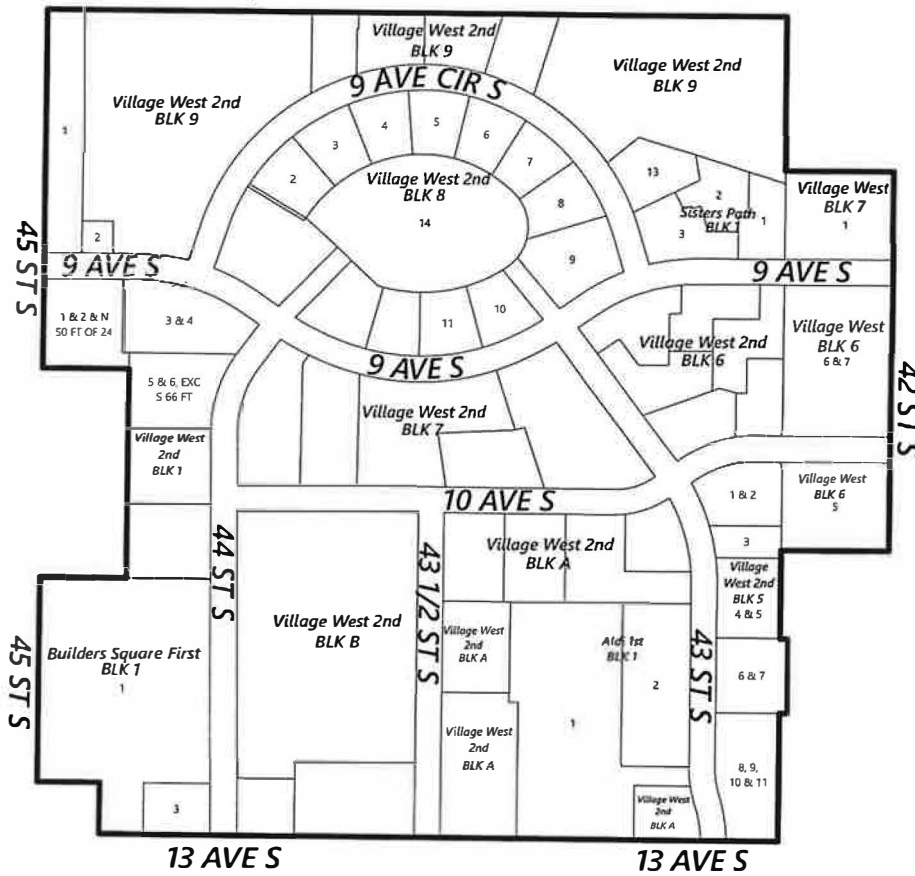 Village West 2nd
BLK 9
9 AVE CIR S
Village West 2nd
BLK 9
Village West 2nd
BLK 9
1
2
2
3
4
5
6
7
8
9
10
11
Village West 2nd
BLK 8
14
13
2
Sisters Path
BLK 1
3
1
Village West
BLK 7
1
45 ST S
9 AVE S
9 AVE S
1 & 2 & N
50 FT OF 24
3 & 4
5 & 6, EXC
S 66 FT
9 AVE S
Village West 2nd
BLK 6
Village West
BLK 6
6 & 7
42 ST S
Village West 2nd
BLK 7
Village West
2nd
BLK 1
10 AVE S
1 & 2
Village West
BLK 6
5
3
44 ST S
43 1/2 ST S
Village West 2nd
BLK A
Village
West 2nd
BLK 5
4 & 5
Village West 2nd
BLK B
Village West
2nd
BLK A
Aldi 1st
BLK 1
2
1
43 ST S
6 & 7
45 ST S
Builders Square First
BLK 1
1
Village West
2nd
BLK A
8, 9,
10 & 11
3
Village West
2nd
BLK A
13 AVE S
13 AVE S